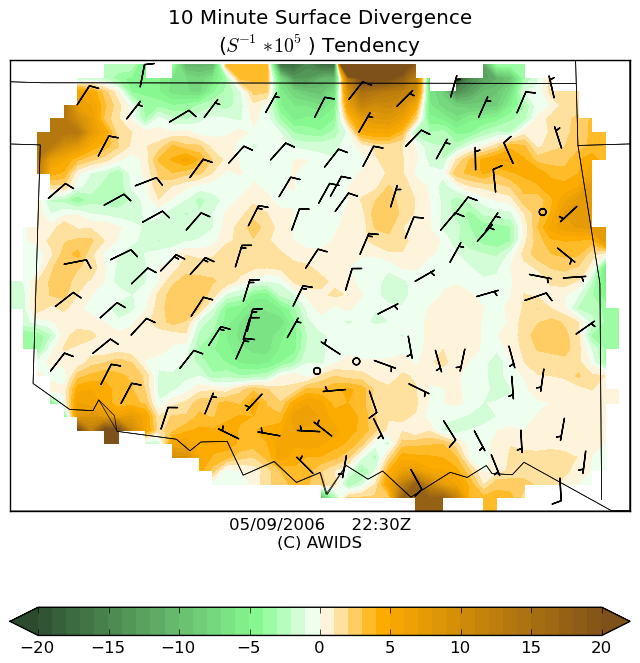 10 Minute Surface Divergence
(S⁻¹ * 10⁵ ) Tendency
05/09/2006 22:30Z
(C) AWIDS
−20 −15 −10 −5 0 5 10 15 20